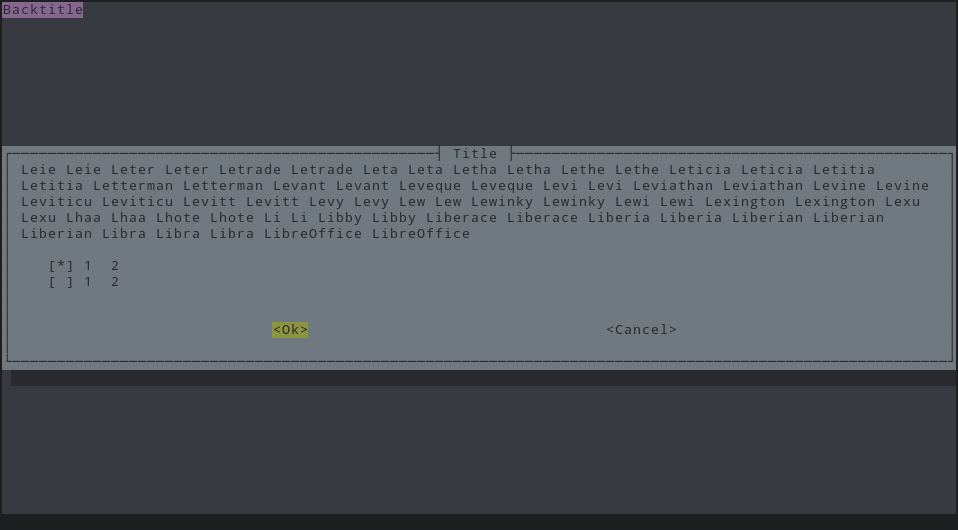 Backtitle
Title
Leie Leie Leter Leter Letrade Letrade Leta Leta Letha Letha Lethe Lethe Leticia Leticia Letitia
Letitia Letterman Letterman Levant Levant Leveque Leveque Levi Levi Leviathan Leviathan Levine Levine
Leviticu Leviticu Levitt Levitt Levy Levy Lew Lew Lewinky Lewinky Lewi Lewi Lexington Lexington Lexu
Lexu Lhaa Lhaa Lhote Lhote Li Li Libby Libby Liberace Liberace Liberia Liberia Liberian Liberian
Liberian Libra Libra Libra LibreOffice LibreOffice
[*] 1 2
[ ] 1 2
<Ok> <Cancel>